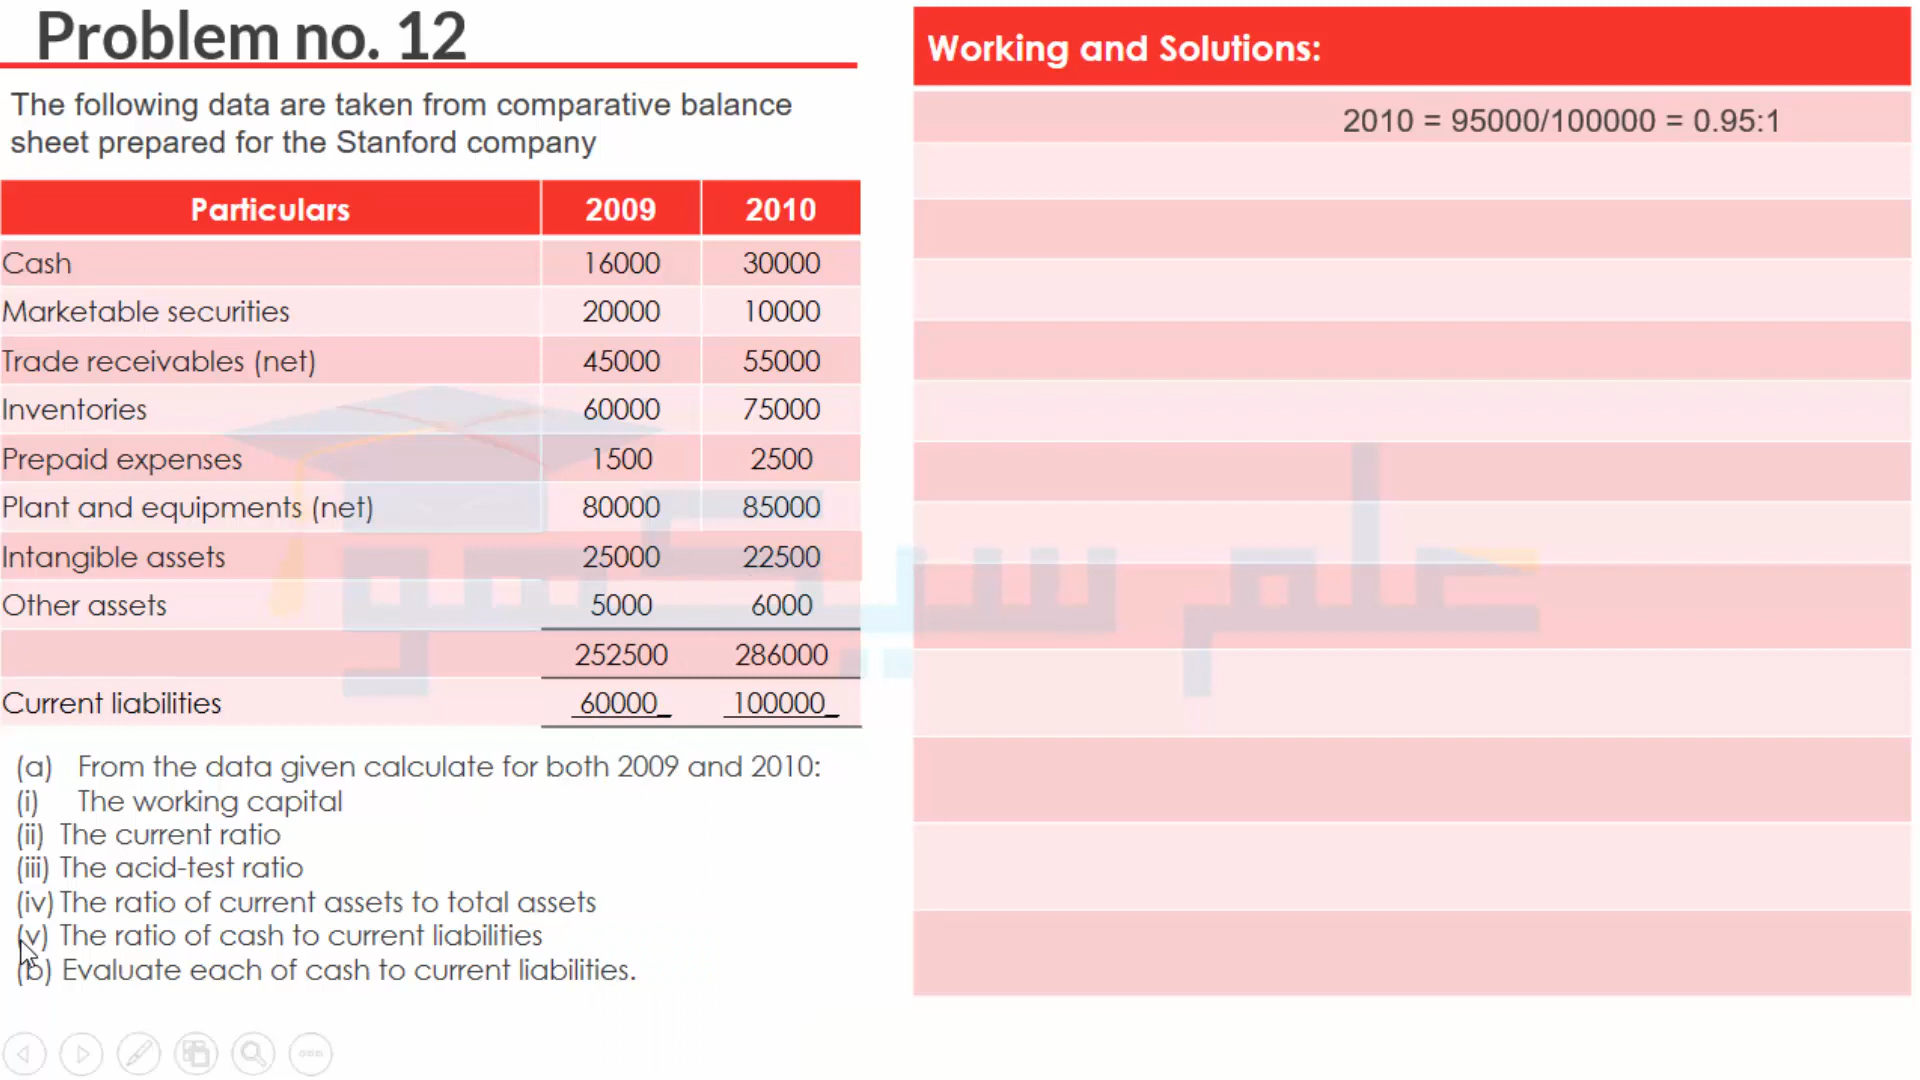 Problem no. 12
The following data are taken from comparative balance
sheet prepared for the Stanford company
Particulars 2009 2010
Cash 16000 30000
Marketable securities 20000 10000
Trade receivables (net) 45000 55000
Inventories 60000 75000
Prepaid expenses 1500 2500
Plant and equipments (net) 80000 85000
Intangible assets 25000 22500
Other assets 5000 6000
252500 286000
Current liabilities 60000_ 100000_
(a) From the data given calculate for both 2009 and 2010:
(i) The working capital
(ii) The current ratio
(iii) The acid-test ratio
(iv) The ratio of current assets to total assets
(v) The ratio of cash to current liabilities
(b) Evaluate each of cash to current liabilities.
Working and Solutions:
2010 = 95000/100000 = 0.95:1
علم سيكمو